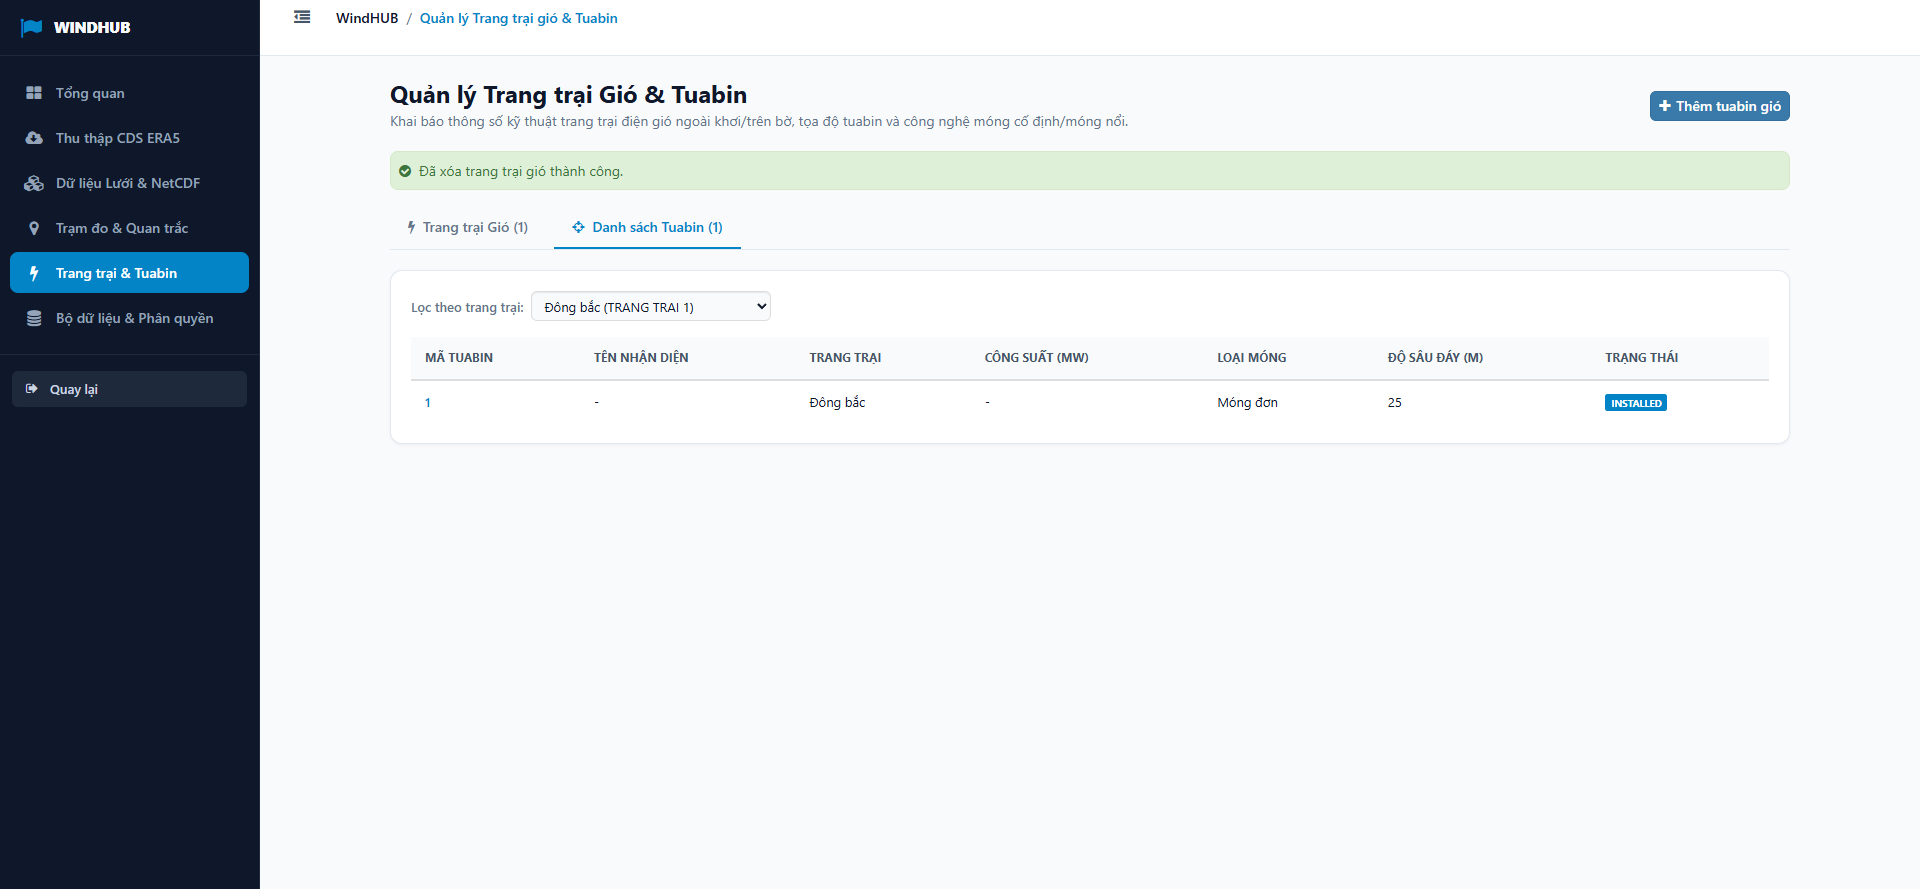 WINDHUB
WindHUB / Quản lý Trang trại gió & Tuabin
Tổng quan
Thu thập CDS ERA5
Dữ liệu Lưới & NetCDF
Trạm đo & Quan trắc
Trang trại & Tuabin
Bộ dữ liệu & Phân quyền
Quay lại
Quản lý Trang trại Gió & Tuabin
Khai báo thông số kỹ thuật trang trại điện gió ngoài khơi/trên bờ, tọa độ tuabin và công nghệ móng cố định/móng nổi.
Thêm tuabin gió
Đã xóa trang trại gió thành công.
Trang trại Gió (1) Danh sách Tuabin (1)
Lọc theo trang trại: Đông bắc (TRANG TRAI 1)
MÃ TUABIN TÊN NHẬN DIỆN TRANG TRẠI CÔNG SUẤT (MW) LOẠI MÓNG ĐỘ SÂU ĐÁY (M) TRẠNG THÁI
1 - Đông bắc - Móng đơn 25 INSTALLED